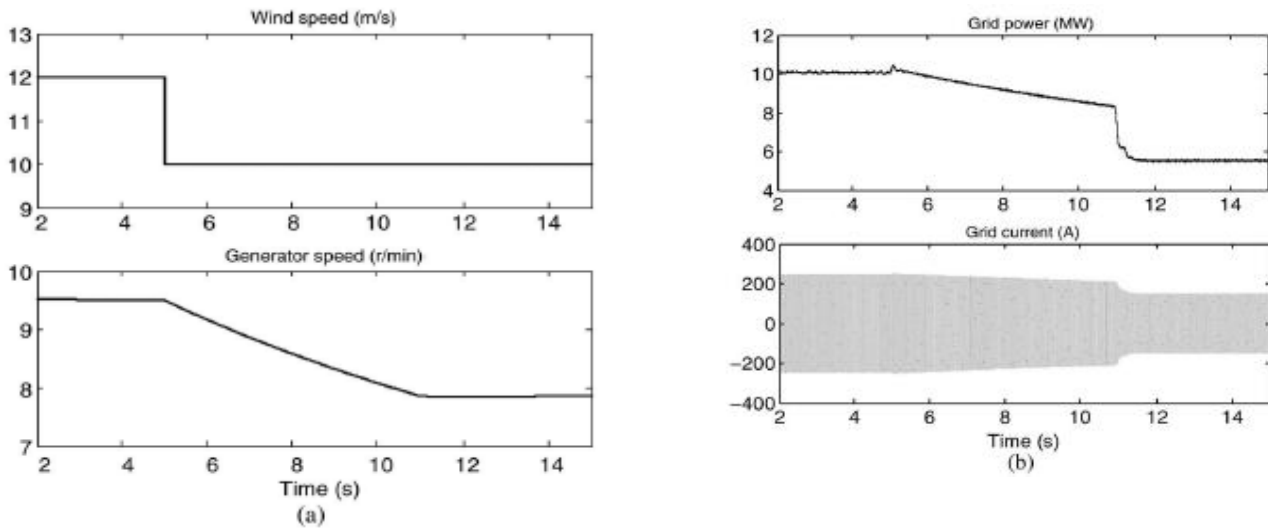 Wind speed (m/s)
13
12
11
10
9
2 4 6 8 10 12 14
Generator speed (r/min)
10
9
8
7
2 4 6 8 10 12 14
Time (s)
(a)
Grid power (MW)
12
10
8
6
4
2 4 6 8 10 12 14
Grid current (A)
400
200
0
−200
−400
2 4 6 8 10 12 14
Time (s)
(b)